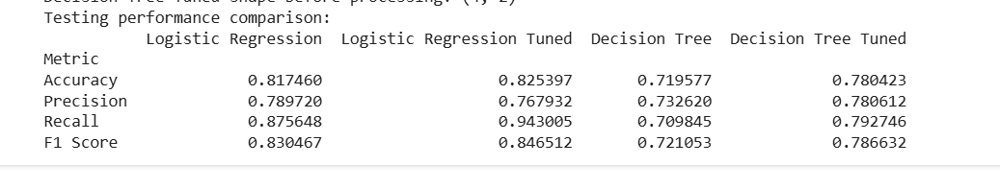 Testing performance comparison:
Logistic Regression Logistic Regression Tuned Decision Tree Decision Tree Tuned
Metric
Accuracy 0.817460 0.825397 0.719577 0.780423
Precision 0.789720 0.767932 0.732620 0.780612
Recall 0.875648 0.943005 0.709845 0.792746
F1 Score 0.830467 0.846512 0.721053 0.786632